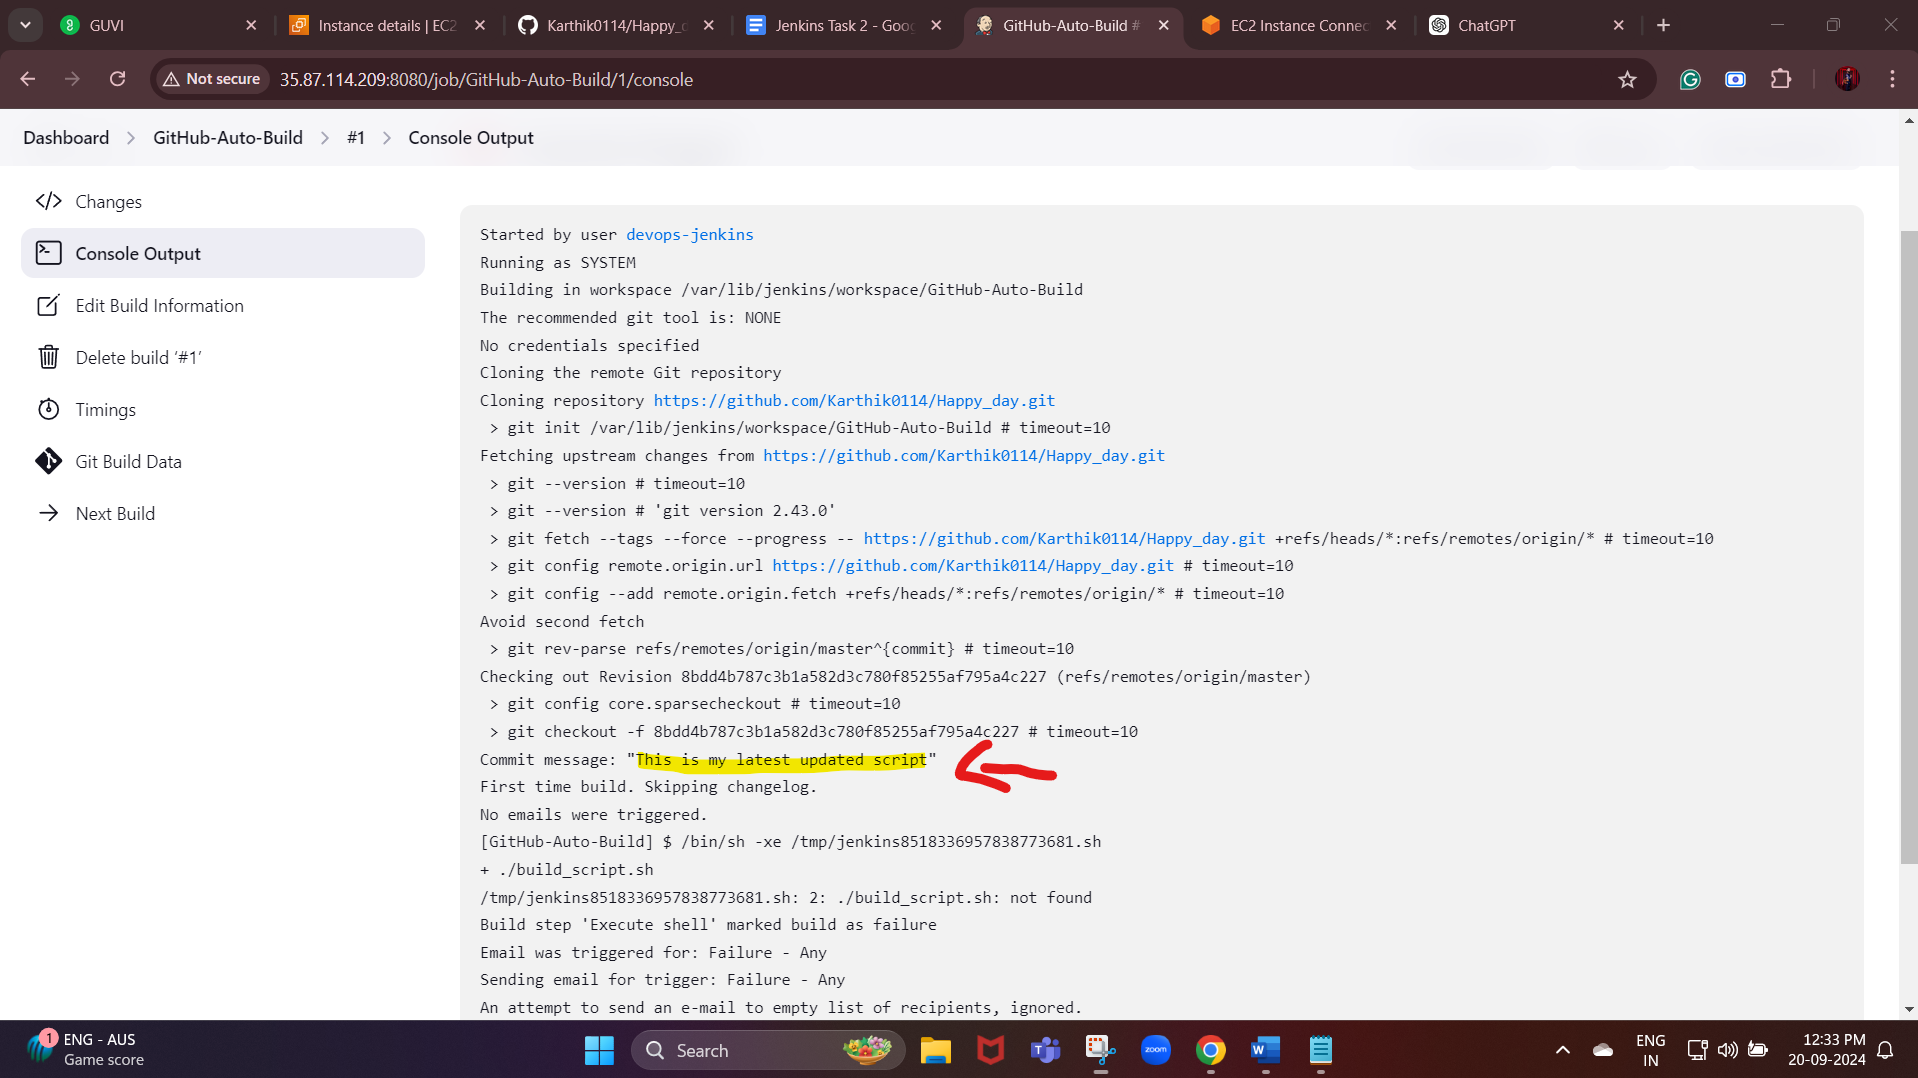 GUVI
Instance details | EC2
Karthik0114/Happy_d
Jenkins Task 2 - Goog
GitHub-Auto-Build #
EC2 Instance Connec
ChatGPT
Not secure
35.87.114.209:8080/job/GitHub-Auto-Build/1/console
Dashboard
GitHub-Auto-Build
#1
Console Output
Changes
Console Output
Edit Build Information
Delete build ‘#1’
Timings
Git Build Data
Next Build
Started by user devops-jenkins
Running as SYSTEM
Building in workspace /var/lib/jenkins/workspace/GitHub-Auto-Build
The recommended git tool is: NONE
No credentials specified
Cloning the remote Git repository
Cloning repository https://github.com/Karthik0114/Happy_day.git
> git init /var/lib/jenkins/workspace/GitHub-Auto-Build # timeout=10
Fetching upstream changes from https://github.com/Karthik0114/Happy_day.git
> git --version # timeout=10
> git --version # 'git version 2.43.0'
> git fetch --tags --force --progress -- https://github.com/Karthik0114/Happy_day.git +refs/heads/*:refs/remotes/origin/* # timeout=10
> git config remote.origin.url https://github.com/Karthik0114/Happy_day.git # timeout=10
> git config --add remote.origin.fetch +refs/heads/*:refs/remotes/origin/* # timeout=10
Avoid second fetch
> git rev-parse refs/remotes/origin/master^{commit} # timeout=10
Checking out Revision 8bdd4b787c3b1a582d3c780f85255af795a4c227 (refs/remotes/origin/master)
> git config core.sparsecheckout # timeout=10
> git checkout -f 8bdd4b787c3b1a582d3c780f85255af795a4c227 # timeout=10
Commit message: "This is my latest updated script"
First time build. Skipping changelog.
No emails were triggered.
[GitHub-Auto-Build] $ /bin/sh -xe /tmp/jenkins8518336957838773681.sh
+ ./build_script.sh
/tmp/jenkins8518336957838773681.sh: 2: ./build_script.sh: not found
Build step 'Execute shell' marked build as failure
Email was triggered for: Failure - Any
Sending email for trigger: Failure - Any
An attempt to send an e-mail to empty list of recipients, ignored.
1
ENG - AUS
Game score
Search
zoom
ENG
IN
12:33 PM
20-09-2024